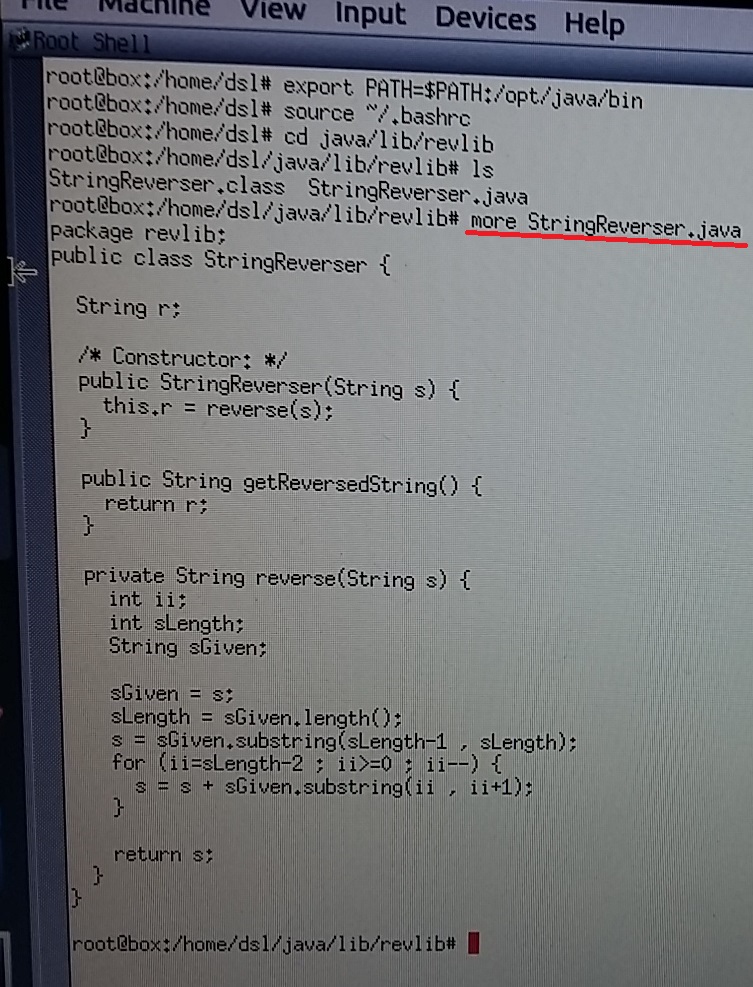 File Machine View Input Devices Help
Root Shell
root@box:/home/dsl# export PATH=$PATH:/opt/java/bin
root@box:/home/dsl# source ~/.bashrc
root@box:/home/dsl# cd java/lib/revlib
root@box:/home/dsl/java/lib/revlib# ls
StringReverser.class  StringReverser.java
root@box:/home/dsl/java/lib/revlib# more StringReverser.java
package revlib;
public class StringReverser {
String r;
/* Constructor: */
public StringReverser(String s) {
this.r = reverse(s);
}
public String getReversedString() {
return r;
}
private String reverse(String s) {
int ii;
int sLength;
String sGiven;
sGiven = s;
sLength = sGiven.length();
s = sGiven.substring(sLength-1 , sLength);
for (ii=sLength-2 ; ii>=0 ; ii--) {
s = s + sGiven.substring(ii , ii+1);
}
return s;
}
}
root@box:/home/dsl/java/lib/revlib#